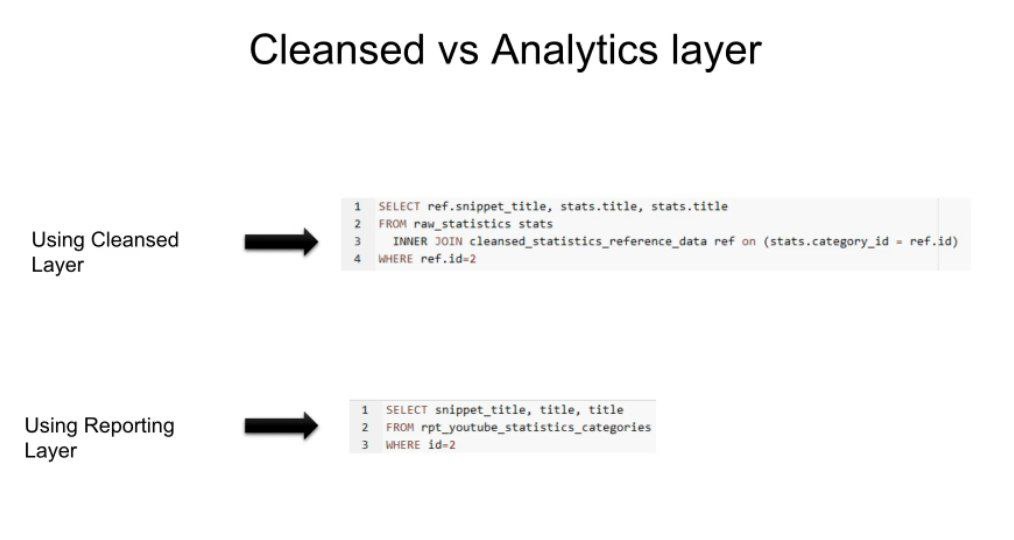 Cleansed vs Analytics layer
Using Cleansed
Layer
1 SELECT ref.snippet_title, stats.title, stats.title
2 FROM raw_statistics stats
3 INNER JOIN cleansed_statistics_reference_data ref on (stats.category_id = ref.id)
4 WHERE ref.id=2
Using Reporting
Layer
1 SELECT snippet_title, title, title
2 FROM rpt_youtube_statistics_categories
3 WHERE id=2